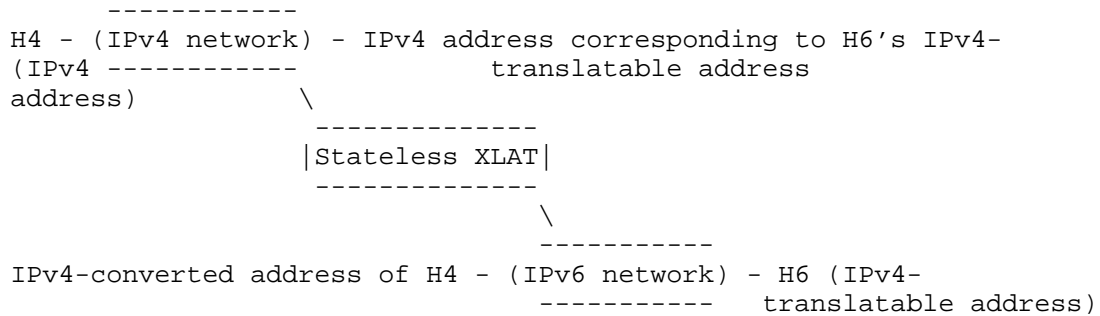 ------------
H4 - (IPv4 network) - IPv4 address corresponding to H6's IPv4-
(IPv4 ------------ translatable address
address) \
--------------
|Stateless XLAT|
--------------
\
-----------
IPv4-converted address of H4 - (IPv6 network) - H6 (IPv4-
----------- translatable address)